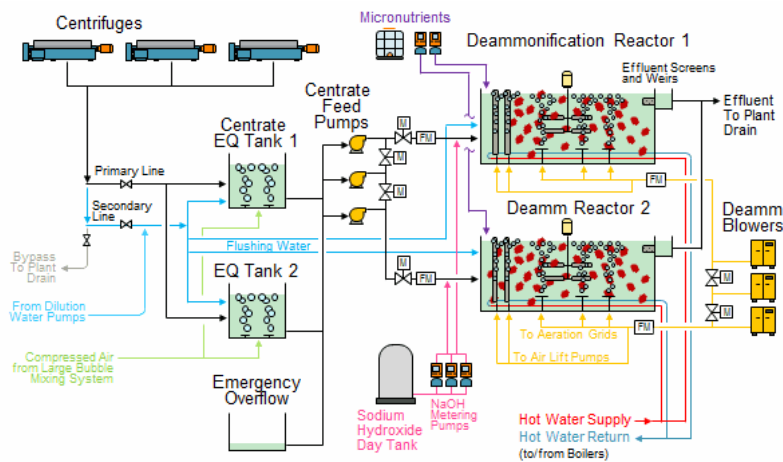 Centrifuges
Micronutrients
Deammonification Reactor 1
Effluent Screens
and Weirs
Effluent
To Plant
Drain
Centrate
Feed
Pumps
Centrate
EQ Tank 1
M
FM
M
Primary Line
M
Secondary
Line
FM
Deamm Reactor 2
Deamm
Blowers
Flushing Water
Bypass
To Plant
Drain
EQ Tank 2
M
FM
M
M
From Dilution
Water Pumps
FM
To Aeration Grids
To Air Lift Pumps
Compressed Air
from Large Bubble
Mixing System
Emergency
Overflow
Sodium
Hydroxide
Day Tank
NaOH
Metering
Pumps
Hot Water Supply
Hot Water Return
(to/from Boilers)